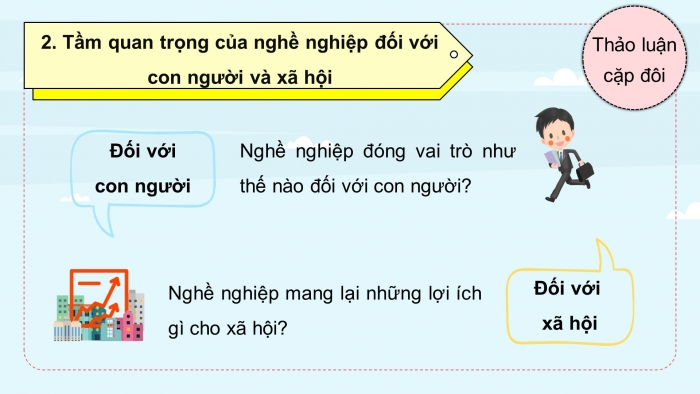 2. Tầm quan trọng của nghề nghiệp đối với
con người và xã hội
Thảo luận
cặp đôi
Đối với
con người
Nghề nghiệp đóng vai trò như
thế nào đối với con người?
Nghề nghiệp mang lại những lợi ích
gì cho xã hội?
Đối với
xã hội